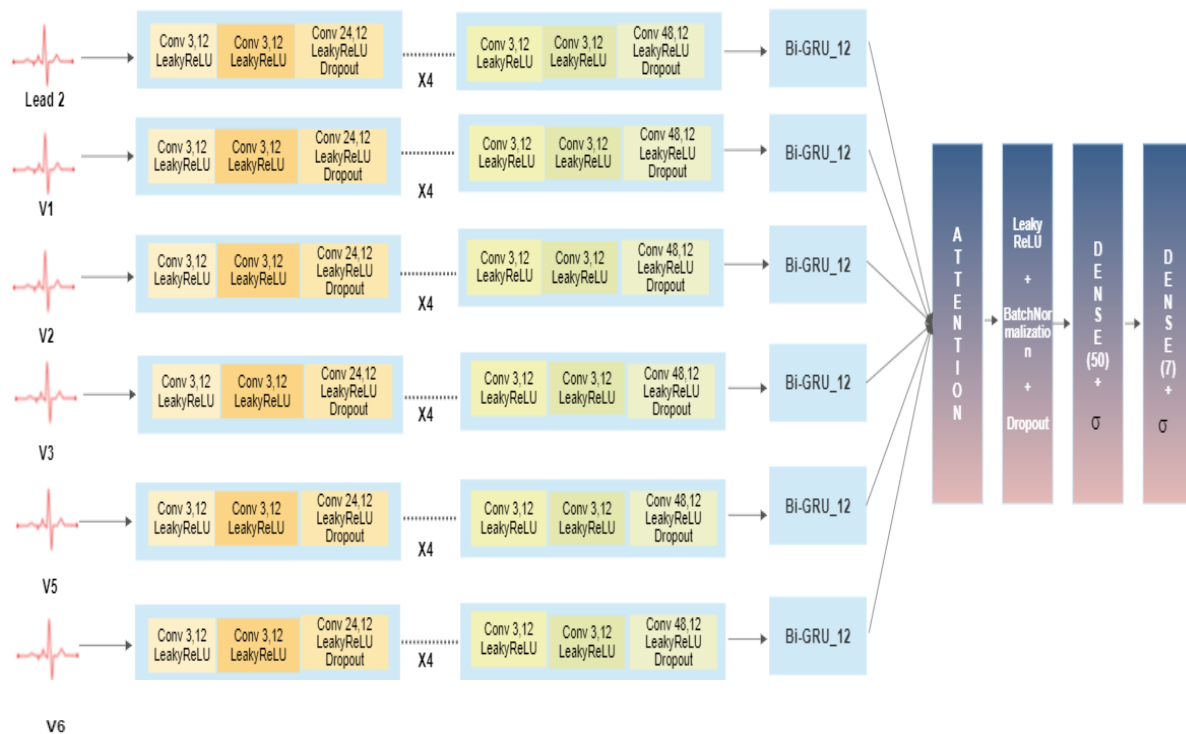 Conv 3,12
LeakyReLU
Conv 3,12
LeakyReLU
Conv 24,12
LeakyReLU
Dropout
X4
Conv 3,12
LeakyReLU
Conv 3,12
LeakyReLU
Conv 48,12
LeakyReLU
Dropout
Bi-GRU_12
Lead 2
Conv 3,12
LeakyReLU
Conv 3,12
LeakyReLU
Conv 24,12
LeakyReLU
Dropout
X4
Conv 3,12
LeakyReLU
Conv 3,12
LeakyReLU
Conv 48,12
LeakyReLU
Dropout
Bi-GRU_12
V1
Conv 3,12
LeakyReLU
Conv 3,12
LeakyReLU
Conv 24,12
LeakyReLU
Dropout
X4
Conv 3,12
LeakyReLU
Conv 3,12
LeakyReLU
Conv 48,12
LeakyReLU
Dropout
Bi-GRU_12
V2
Conv 3,12
LeakyReLU
Conv 3,12
LeakyReLU
Conv 24,12
LeakyReLU
Dropout
X4
Conv 3,12
LeakyReLU
Conv 3,12
LeakyReLU
Conv 48,12
LeakyReLU
Dropout
Bi-GRU_12
V3
Conv 3,12
LeakyReLU
Conv 3,12
LeakyReLU
Conv 24,12
LeakyReLU
Dropout
X4
Conv 3,12
LeakyReLU
Conv 3,12
LeakyReLU
Conv 48,12
LeakyReLU
Dropout
Bi-GRU_12
V5
Conv 3,12
LeakyReLU
Conv 3,12
LeakyReLU
Conv 24,12
LeakyReLU
Dropout
X4
Conv 3,12
LeakyReLU
Conv 3,12
LeakyReLU
Conv 48,12
LeakyReLU
Dropout
Bi-GRU_12
V6
A
T
T
E
N
T
I
O
N
Leaky
ReLU
+
BatchNor
malizatio
n
+
Dropout
D
E
N
S
E
(50)
+
σ
D
E
N
S
E
(7)
+
σ